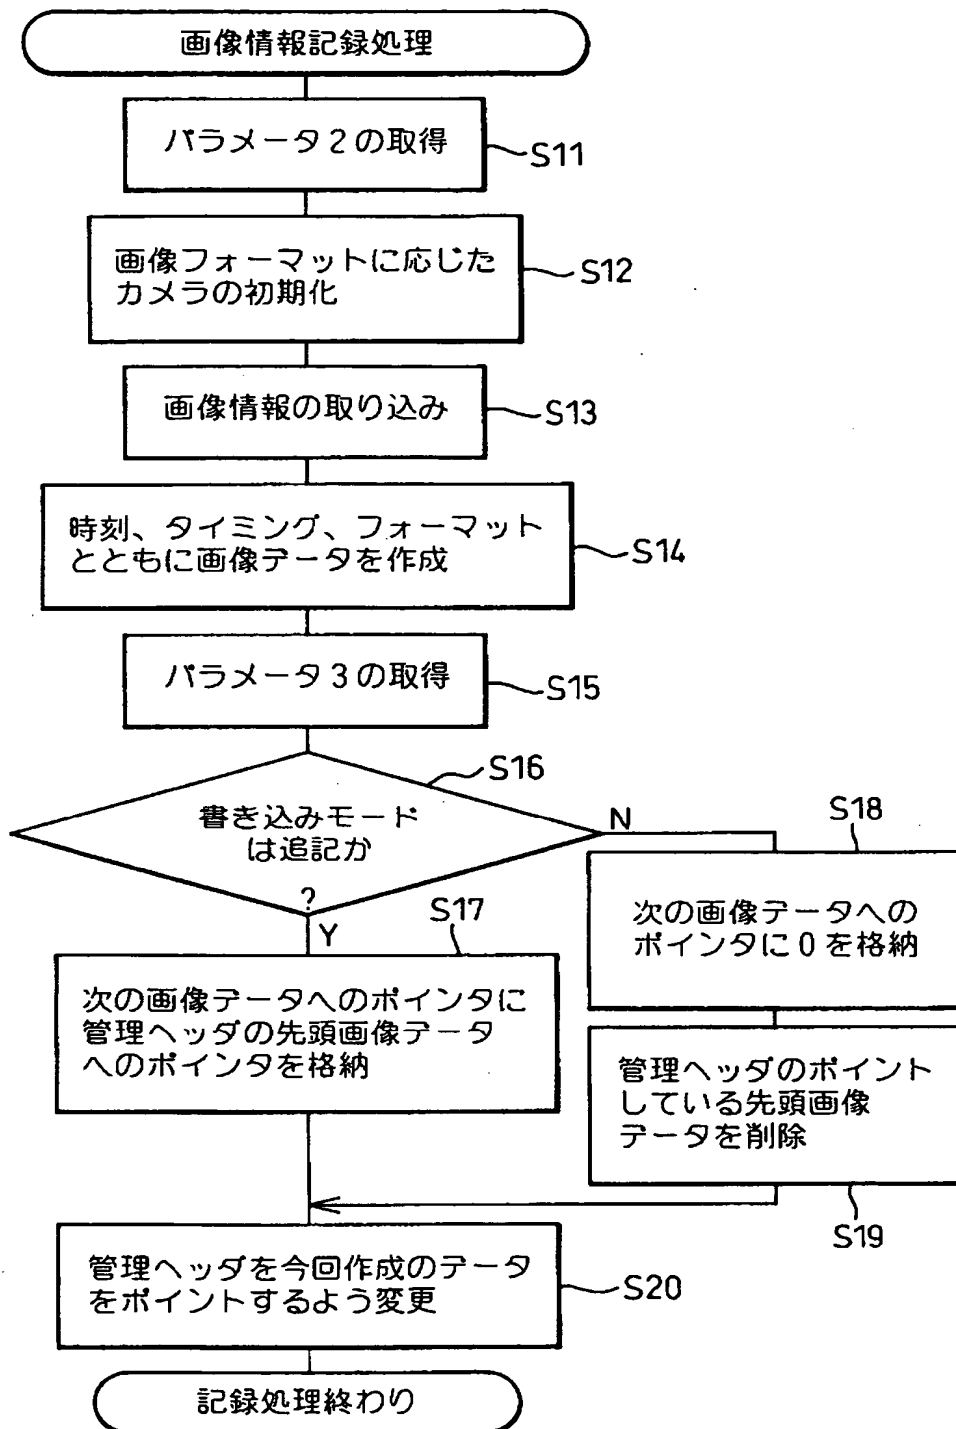 画像情報記録処理
パラメータ2の取得
S11
画像フォーマットに応じた
カメラの初期化
S12
画像情報の取り込み
S13
時刻、タイミング、フォーマット
とともに画像データを作成
S14
パラメータ3の取得
S15
S16
書き込みモード
は追記か
?
N
Y
S17
次の画像データへのポインタに
管理ヘッダの先頭画像データ
へのポインタを格納
S18
次の画像データへの
ポインタに0を格納
管理ヘッダのポイント
している先頭画像
データを削除
S19
管理ヘッダを今回作成のデータ
をポイントするよう変更
S20
記録処理終わり